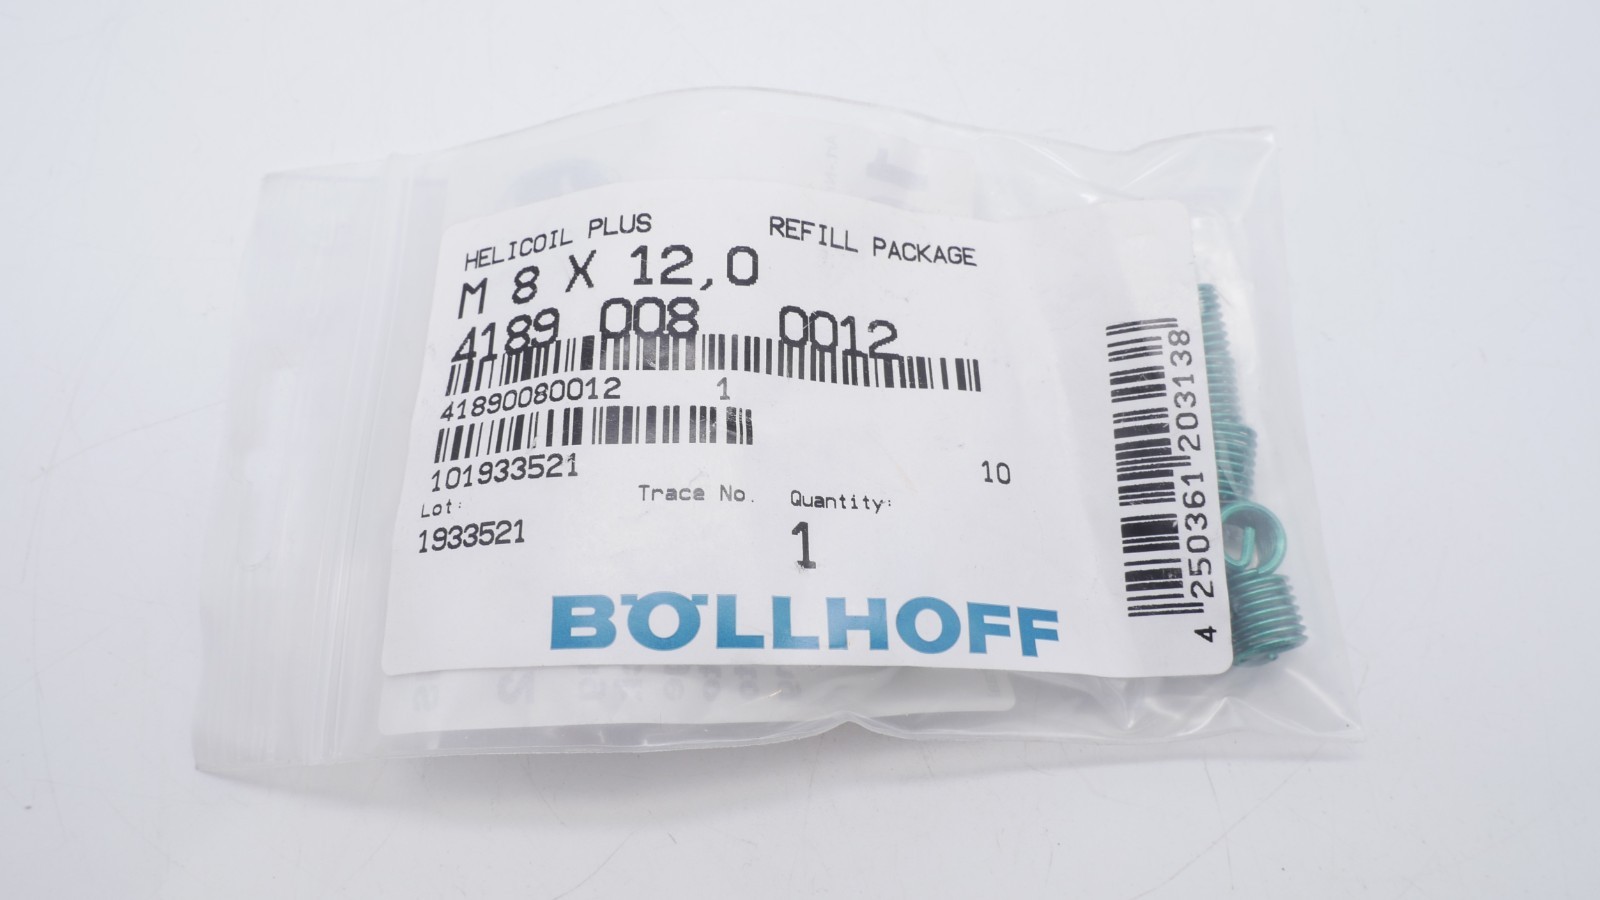 HELICOIL PLUS REFILL PACKAGE
M 8 X 12,0
4189 008 0012
41890080012 1
101933521 10
Lot: Trace No. Quantity:
1933521 1
BÖLLHOFF
4 250361 203138